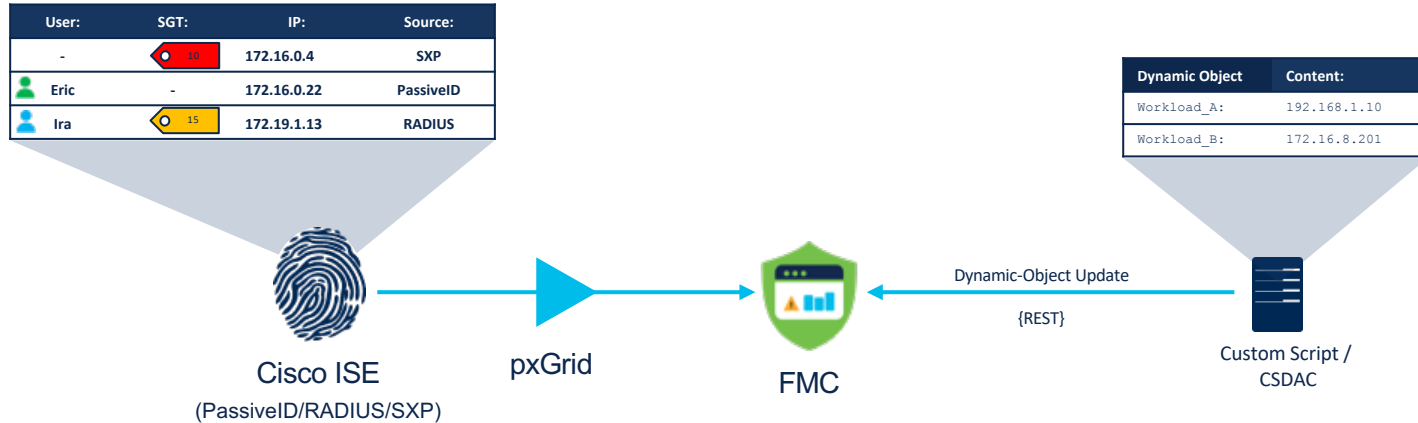 User: SGT: IP: Source:
- 10 172.16.0.4 SXP
Eric - 172.16.0.22 PassiveID
Ira 15 172.19.1.13 RADIUS
Dynamic Object Content:
Workload_A: 192.168.1.10
Workload_B: 172.16.8.201
Cisco ISE
(PassiveID/RADIUS/SXP)
pxGrid
FMC
Dynamic-Object Update
{REST}
Custom Script /
CSDAC